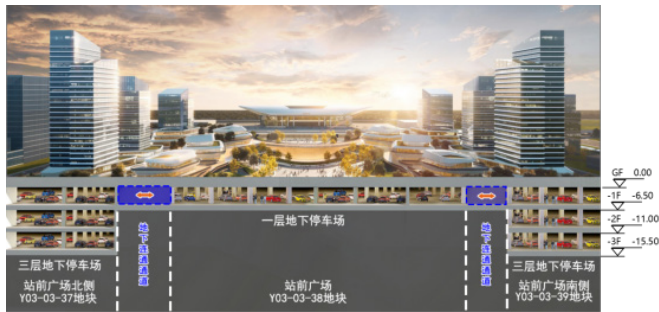 GF 0.00
-1F -6.50
-2F -11.00
-3F -15.50
地下连通通道
一层地下停车场
地下连通通道
三层地下停车场
站前广场北侧
Y03-03-37地块
站前广场
Y03-03-38地块
三层地下停车场
站前广场南侧
Y03-03-39地块